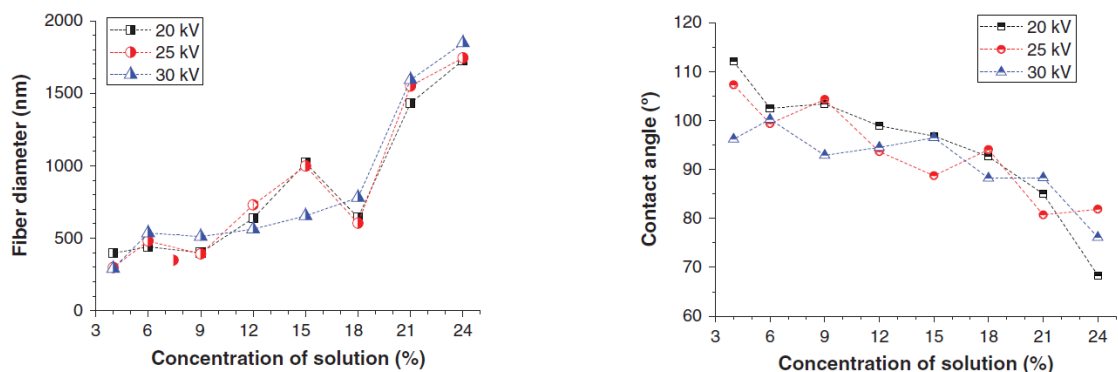 2000
1500
1000
500
0
Fiber diameter (nm)
20 kV
25 kV
30 kV
3 6 9 12 15 18 21 24
Concentration of solution (%)
120
110
100
90
80
70
60
Contact angle (°)
20 kV
25 kV
30 kV
3 6 9 12 15 18 21 24
Concentration of solution (%)